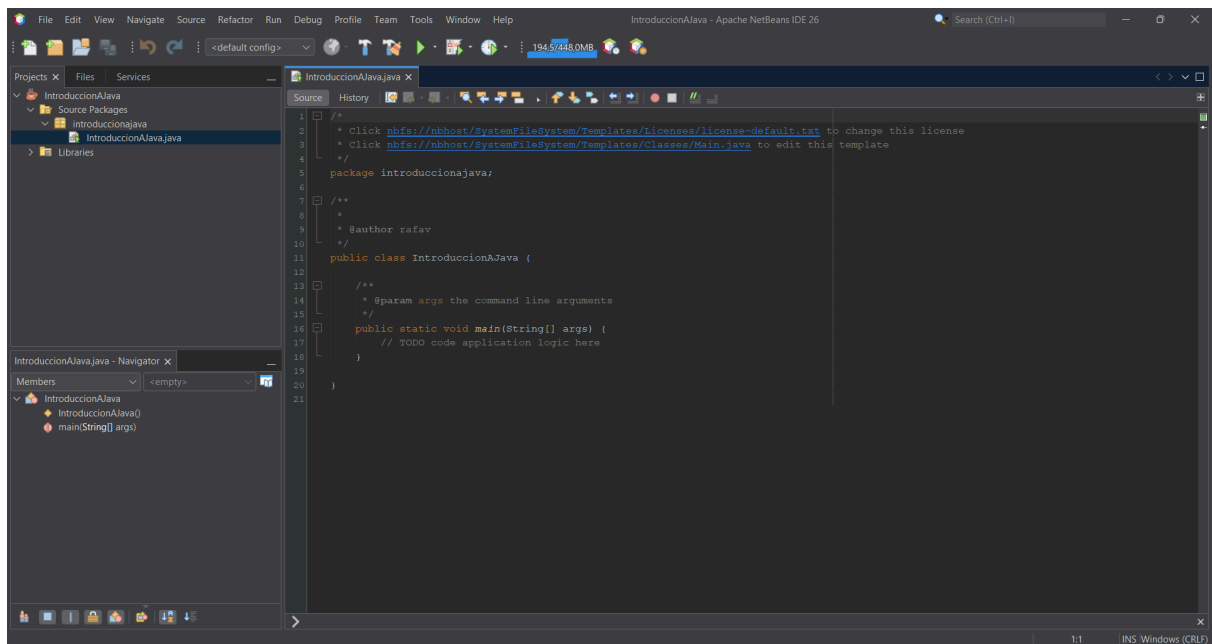 File Edit View Navigate Source Refactor Run Debug Profile Team Tools Window Help IntroduccionAJava - Apache NetBeans IDE 26 Search (Ctrl+I)
<default config> 194.5/448.0MB
Projects Files Services
IntroduccionAJava
Source Packages
introduccionajava
IntroduccionAJava.java
Libraries
IntroduccionAJava.java
Source History
1 /*
2 * Click nbfs://nbhost/SystemFileSystem/Templates/Licenses/license-default.txt to change this license
3 * Click nbfs://nbhost/SystemFileSystem/Templates/Classes/Main.java to edit this template
4 */
5 package introduccionajava;
6
7 /**
8 *
9 * @author rafav
10 */
11 public class IntroduccionAJava {
12
13 /**
14 * @param args the command line arguments
15 */
16 public static void main(String[] args) {
17 // TODO code application logic here
18 }
19
20 }
21
IntroduccionAJava.java - Navigator
Members <empty>
IntroduccionAJava
IntroduccionAJava()
main(String[] args)
1:1 INS Windows (CRLF)